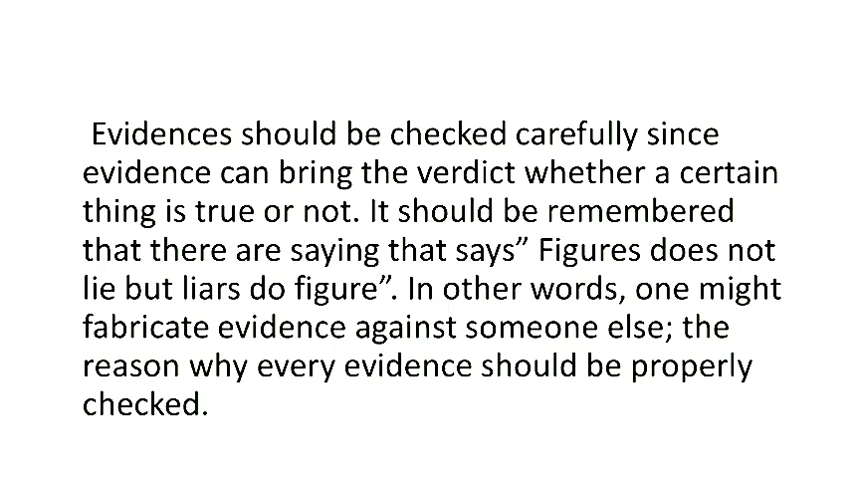 Evidences should be checked carefully since
evidence can bring the verdict whether a certain
thing is true or not. It should be remembered
that there are saying that says” Figures does not
lie but liars do figure”. In other words, one might
fabricate evidence against someone else; the
reason why every evidence should be properly
checked.